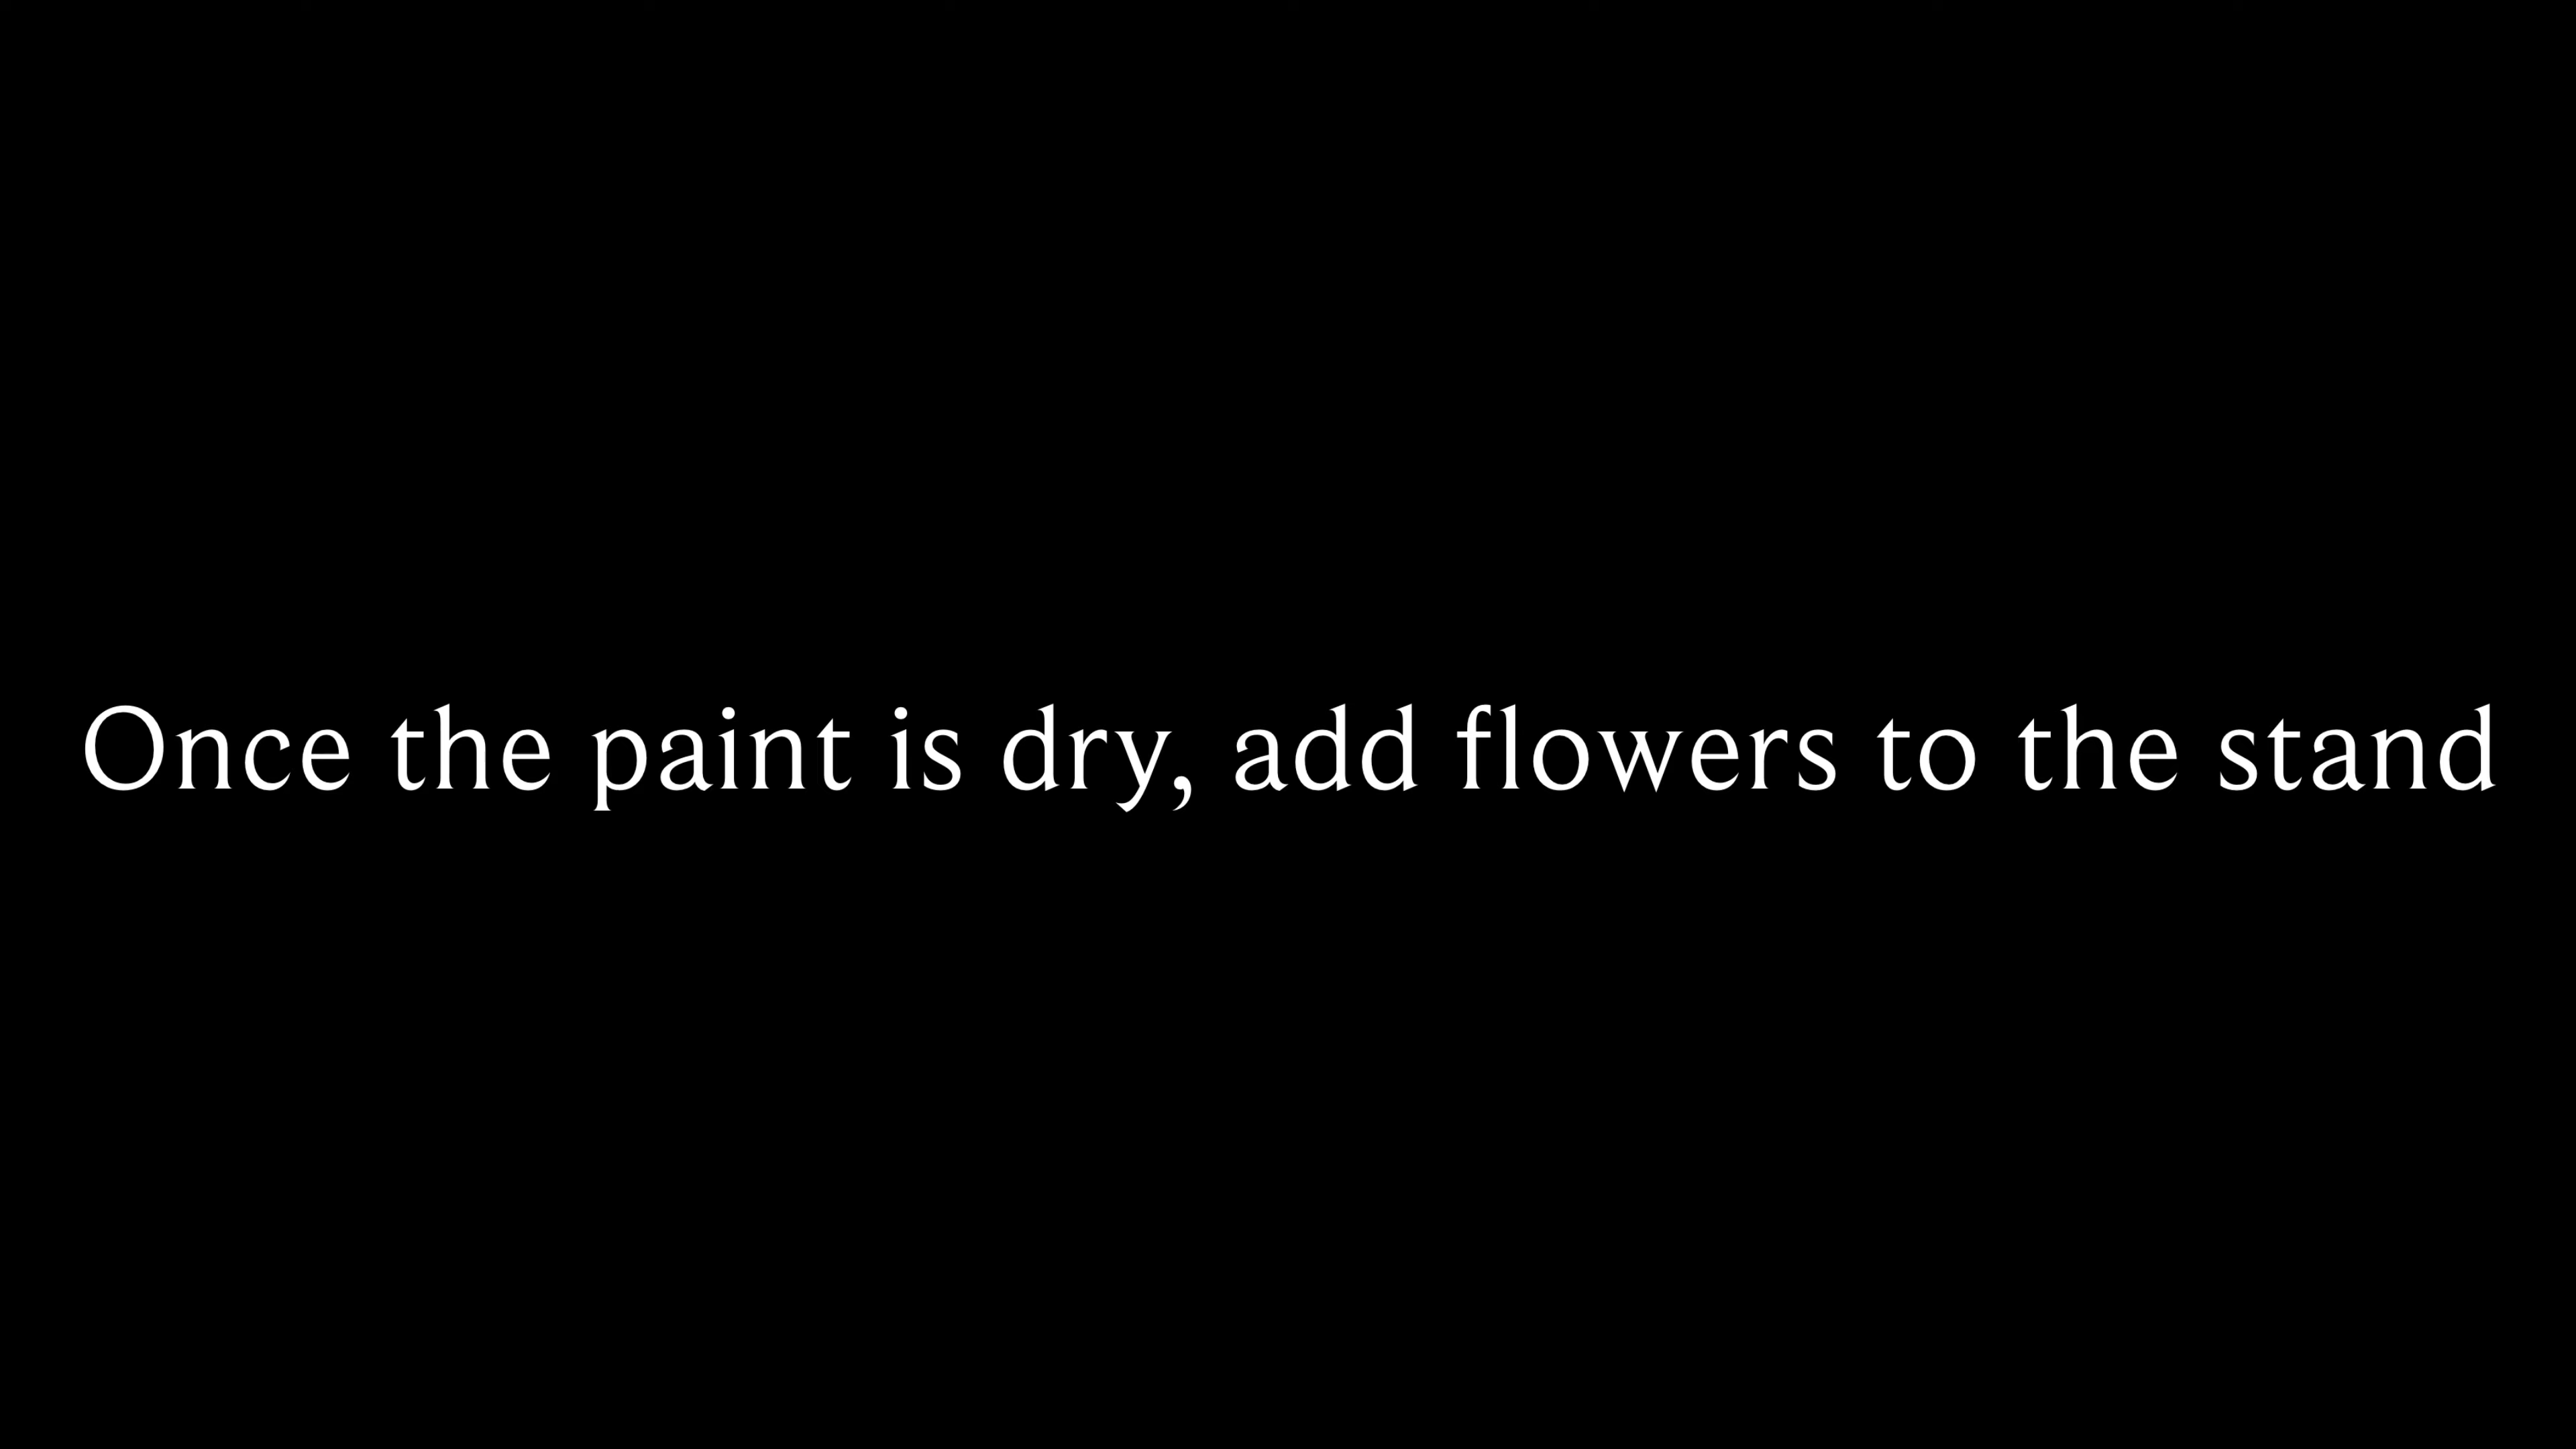 Once the paint is dry, add flowers to the stand